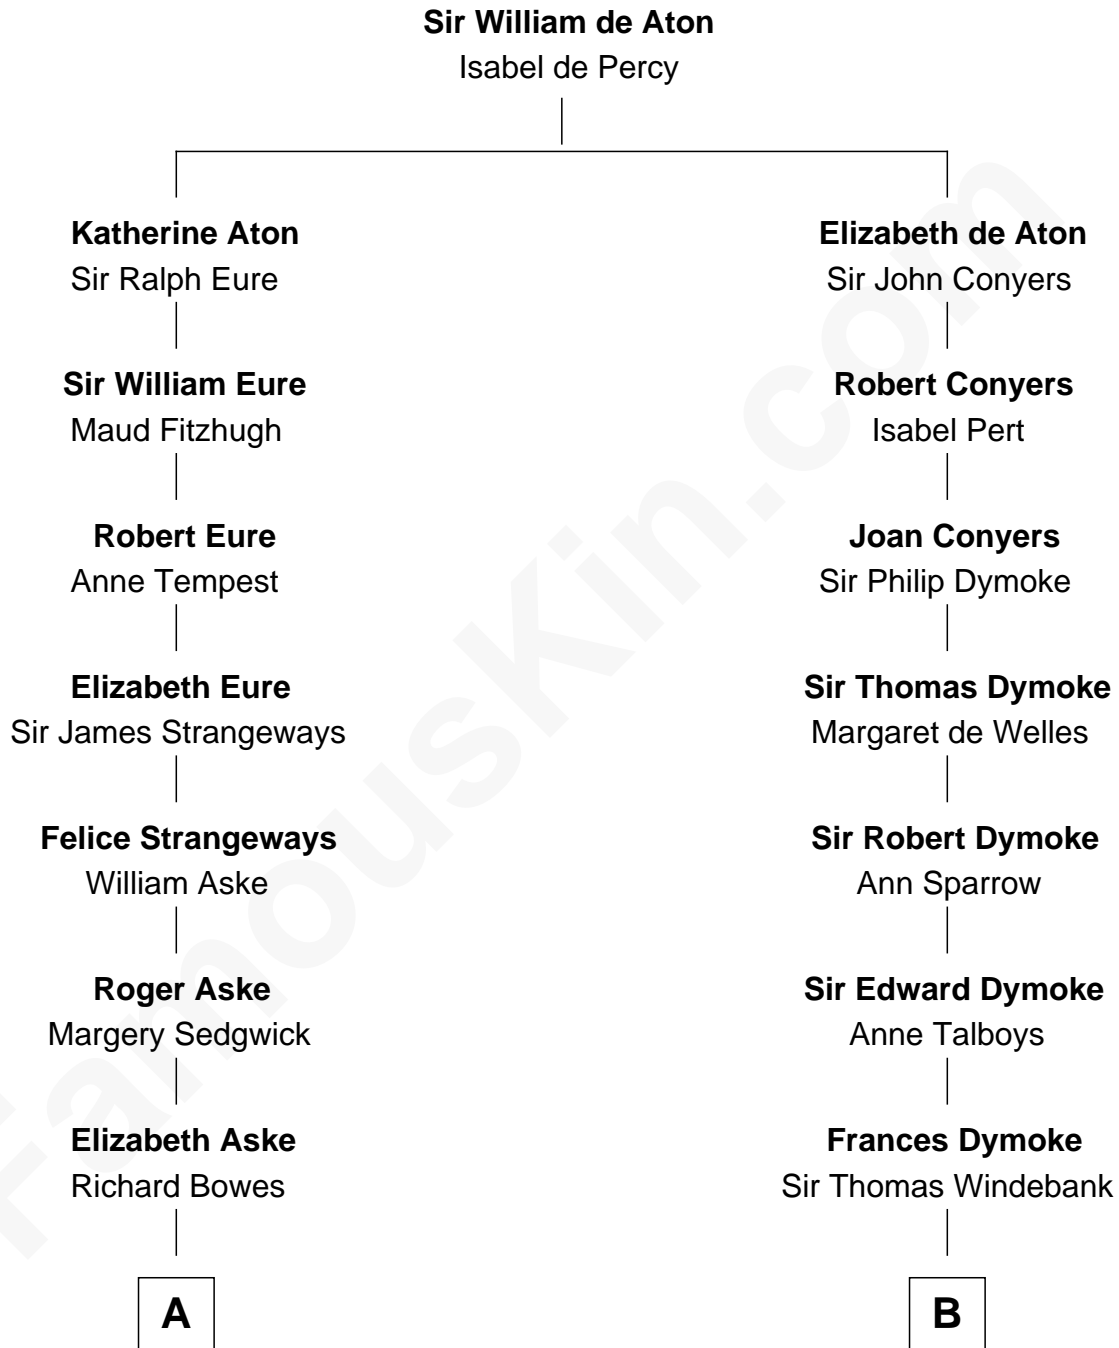 Sir William de Aton
Isabel de Percy
Katherine Aton
Sir Ralph Eure
Elizabeth de Aton
Sir John Conyers
Sir William Eure
Maud Fitzhugh
Robert Conyers
Isabel Pert
Robert Eure
Anne Tempest
Joan Conyers
Sir Philip Dymoke
Elizabeth Eure
Sir James Strangeways
Sir Thomas Dymoke
Margaret de Welles
Felice Strangeways
William Aske
Sir Robert Dymoke
Ann Sparrow
Roger Aske
Margery Sedgwick
Sir Edward Dymoke
Anne Talboys
Elizabeth Aske
Richard Bowes
Frances Dymoke
Sir Thomas Windebank
A
B
FamousKin.com